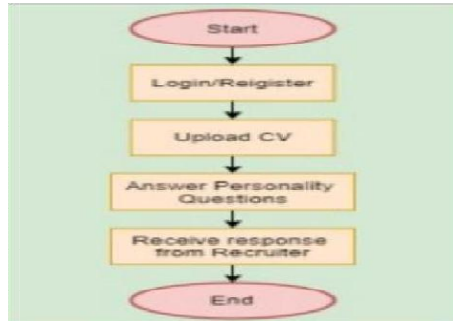 Start
Login/Reigister
Upload CV
Answer Personality
Questions
Receive response
from Recruiter
End